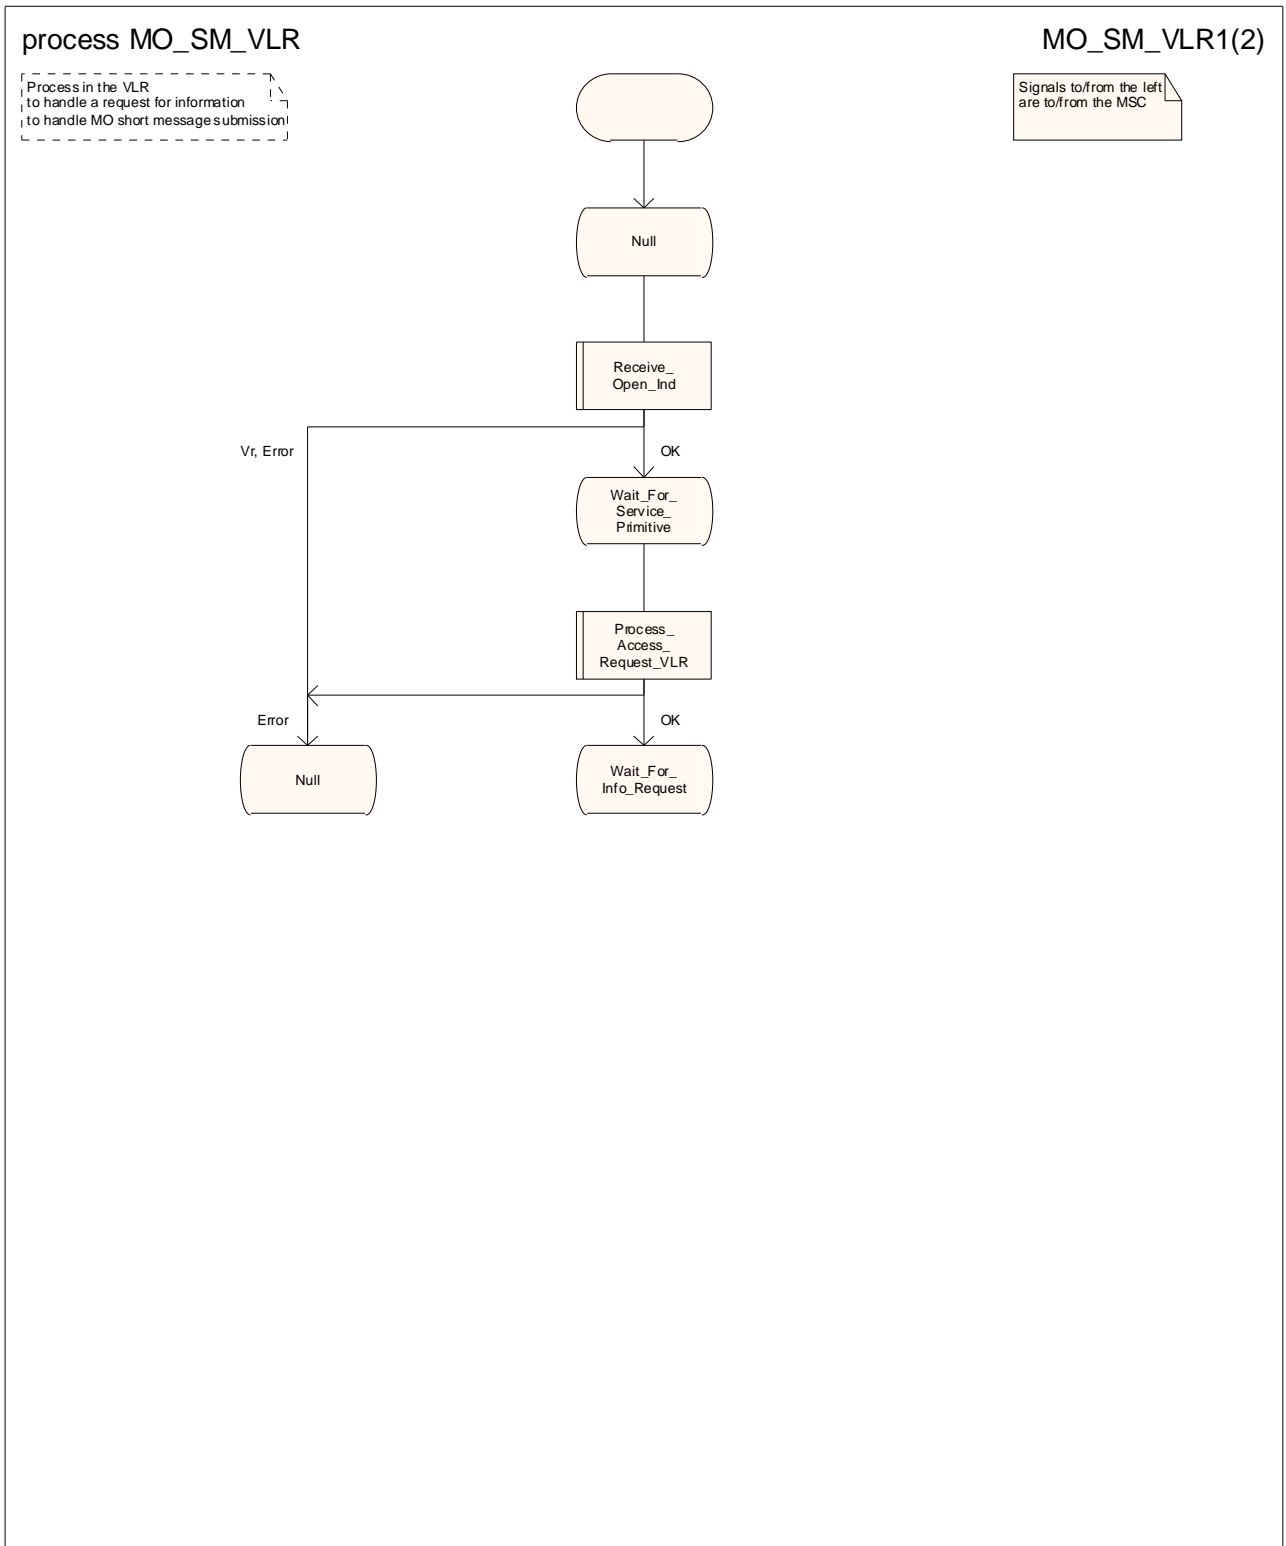 process MO_SM_VLR
MO_SM_VLR1(2)
Process in the VLR
to handle a request for information
to handle MO short message submission
Signals to/from the left
are to/from the MSC
Null
Receive_
Open_Ind
Vr, Error
OK
Wait_For_
Service_
Primitive
Process_
Access_
Request_VLR
Error
OK
Null
Wait_For_
Info_Request